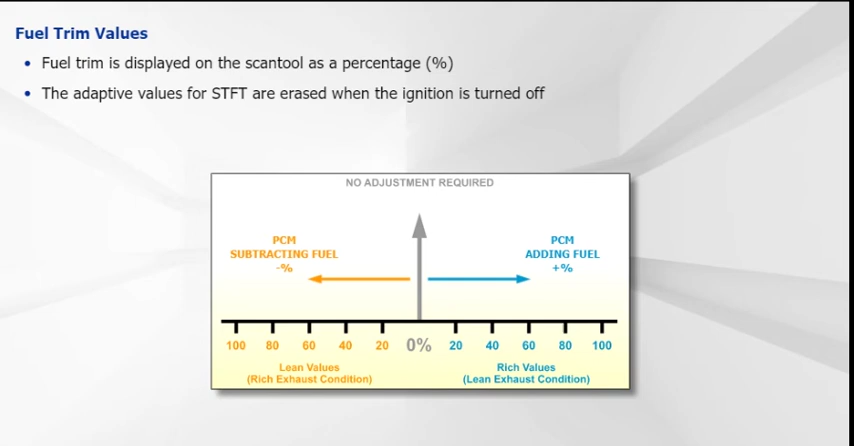 Fuel Trim Values
• Fuel trim is displayed on the scantool as a percentage (%)
• The adaptive values for STFT are erased when the ignition is turned off
NO ADJUSTMENT REQUIRED
PCM
SUBTRACTING FUEL
-%
PCM
ADDING FUEL
+%
100 80 60 40 20 0% 20 40 60 80 100
Lean Values
(Rich Exhaust Condition)
Rich Values
(Lean Exhaust Condition)